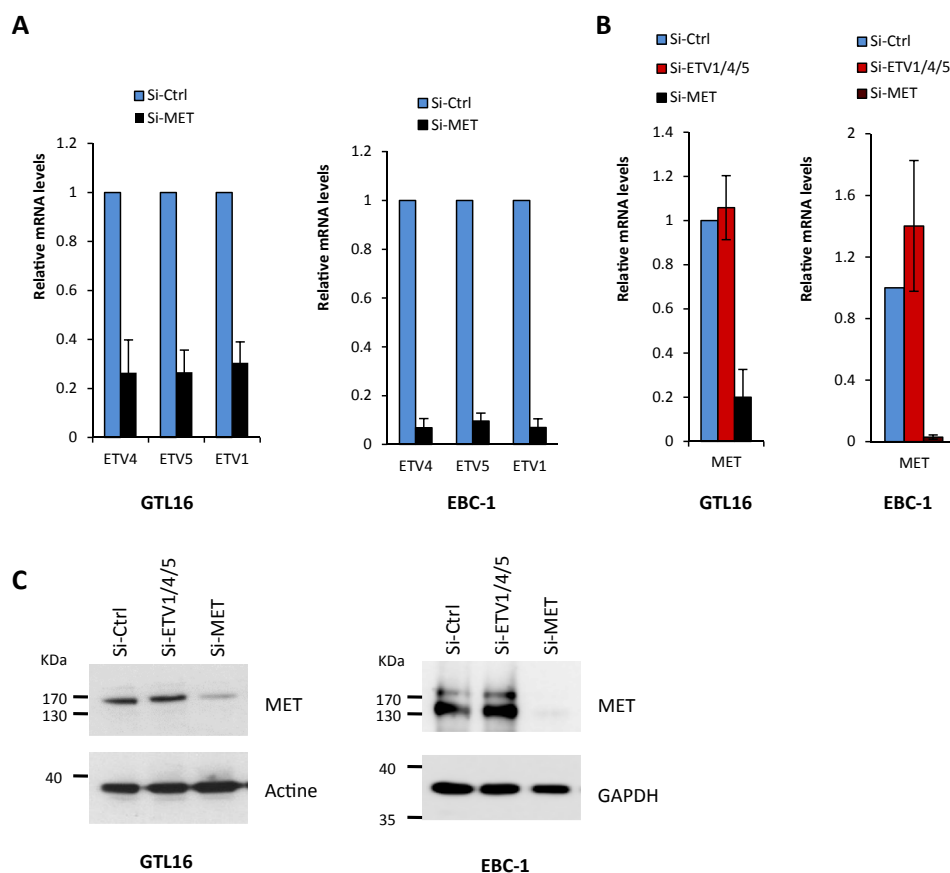 A
B
Si-Ctrl
Si-MET
Relative mRNA levels
1.2
1
0.8
0.6
0.4
0.2
0
ETV4 ETV5 ETV1
GTL16
Si-Ctrl
Si-MET
Relative mRNA levels
1.2
1
0.8
0.6
0.4
0.2
0
ETV4 ETV5 ETV1
EBC-1
Si-Ctrl
Si-ETV1/4/5
Si-MET
Relative mRNA levels
1.4
1.2
1
0.8
0.6
0.4
0.2
0
MET
GTL16
Si-Ctrl
Si-ETV1/4/5
Si-MET
Relative mRNA levels
2
1.6
1.2
0.8
0.4
0
MET
EBC-1
C
Si-Ctrl
Si-ETV1/4/5
Si-MET
KDa
170
130
MET
40
Actine
GTL16
Si-Ctrl
Si-ETV1/4/5
Si-MET
KDa
170
130
MET
40
35
GAPDH
EBC-1